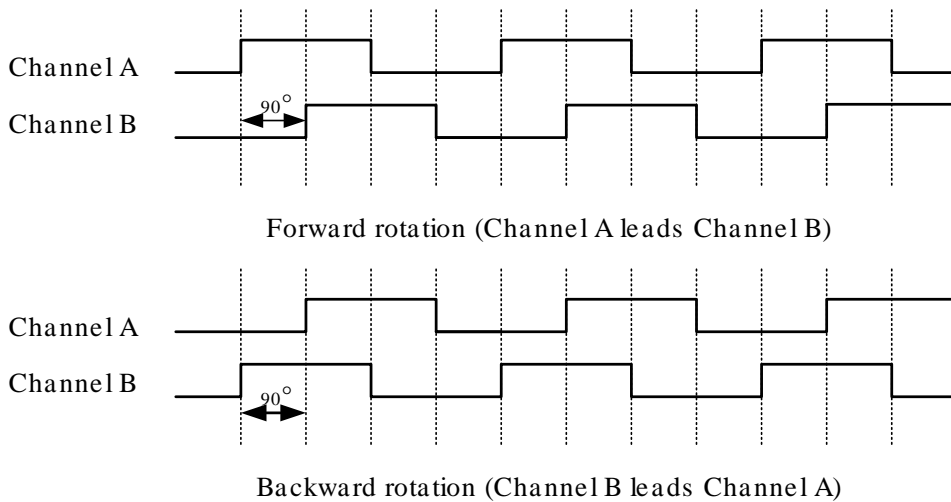 Channel A
Channel B
90°
Forward rotation (Channel A leads Channel B)
Channel A
Channel B
90°
Backward rotation (Channel B leads Channel A)